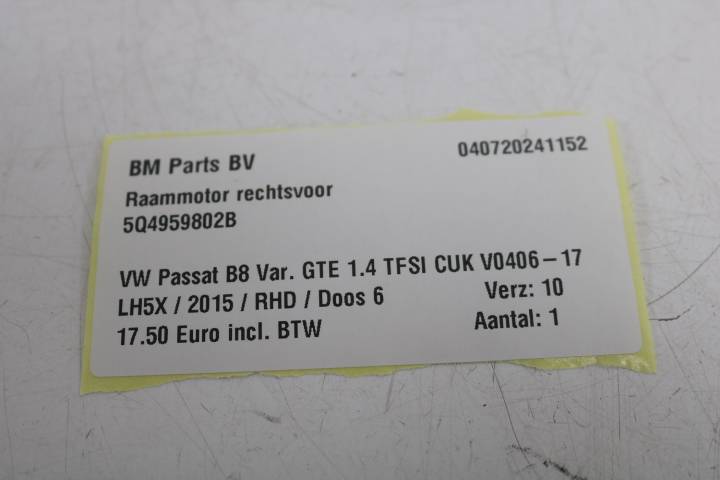 BM Parts BV 040720241152
Raammotor rechtsvoor
5Q4959802B
VW Passat B8 Var. GTE 1.4 TFSI CUK V0406-17
LH5X / 2015 / RHD / Doos 6 Verz: 10
17.50 Euro incl. BTW Aantal: 1